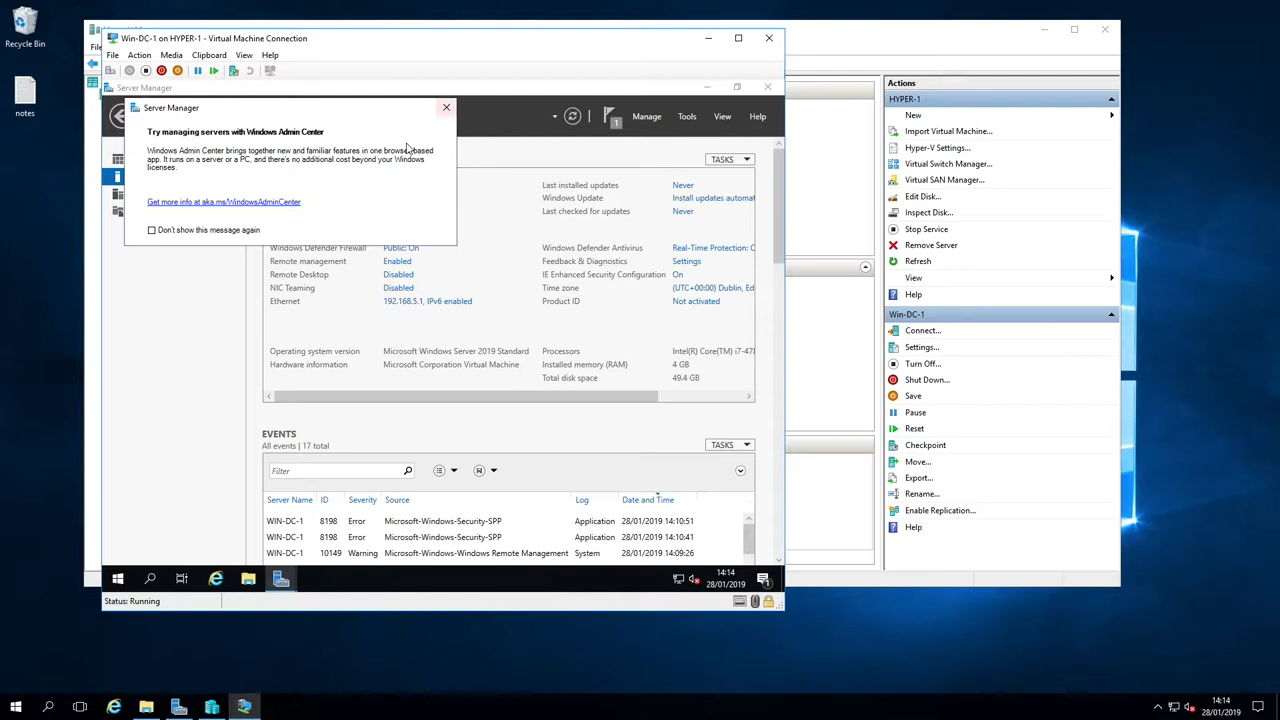 Recycle Bin
notes
Win-DC-1 on HYPER-1 - Virtual Machine Connection
File Action Media Clipboard View Help
Server Manager
Server Manager
Try managing servers with Windows Admin Center
Windows Admin Center brings together new and familiar features in one browser-based
app. It runs on a server or a PC, and there's no additional cost beyond your Windows
licenses.
Get more info at aka.ms/WindowsAdminCenter
Don't show this message again
1
Manage Tools View Help
TASKS
Last installed updates Never
Windows Update Install updates automat
Last checked for updates Never
Windows Defender Firewall Public: On Windows Defender Antivirus Real-Time Protection: C
Remote management Enabled Feedback & Diagnostics Settings
Remote Desktop Disabled IE Enhanced Security Configuration On
NIC Teaming Disabled Time zone (UTC+00:00) Dublin, Ed
Ethernet 192.168.5.1, IPv6 enabled Product ID Not activated
Operating system version Microsoft Windows Server 2019 Standard Processors Intel(R) Core(TM) i7-47
Hardware information Microsoft Corporation Virtual Machine Installed memory (RAM) 4 GB
Total disk space 49.4 GB
EVENTS
All events | 17 total
TASKS
Filter
Server Name ID Severity Source Log Date and Time
WIN-DC-1 8198 Error Microsoft-Windows-Security-SPP Application 28/01/2019 14:10:51
WIN-DC-1 8198 Error Microsoft-Windows-Security-SPP Application 28/01/2019 14:10:41
WIN-DC-1 10149 Warning Microsoft-Windows-Windows Remote Management System 28/01/2019 14:09:26
14:14
28/01/2019
1
Status: Running
Actions
HYPER-1
New
Import Virtual Machine...
Hyper-V Settings...
Virtual Switch Manager...
Virtual SAN Manager...
Edit Disk...
Inspect Disk...
Stop Service
Remove Server
Refresh
View
Help
Win-DC-1
Connect...
Settings...
Turn Off...
Shut Down...
Save
Pause
Reset
Checkpoint
Move...
Export...
Rename...
Enable Replication...
Help
14:14
28/01/2019